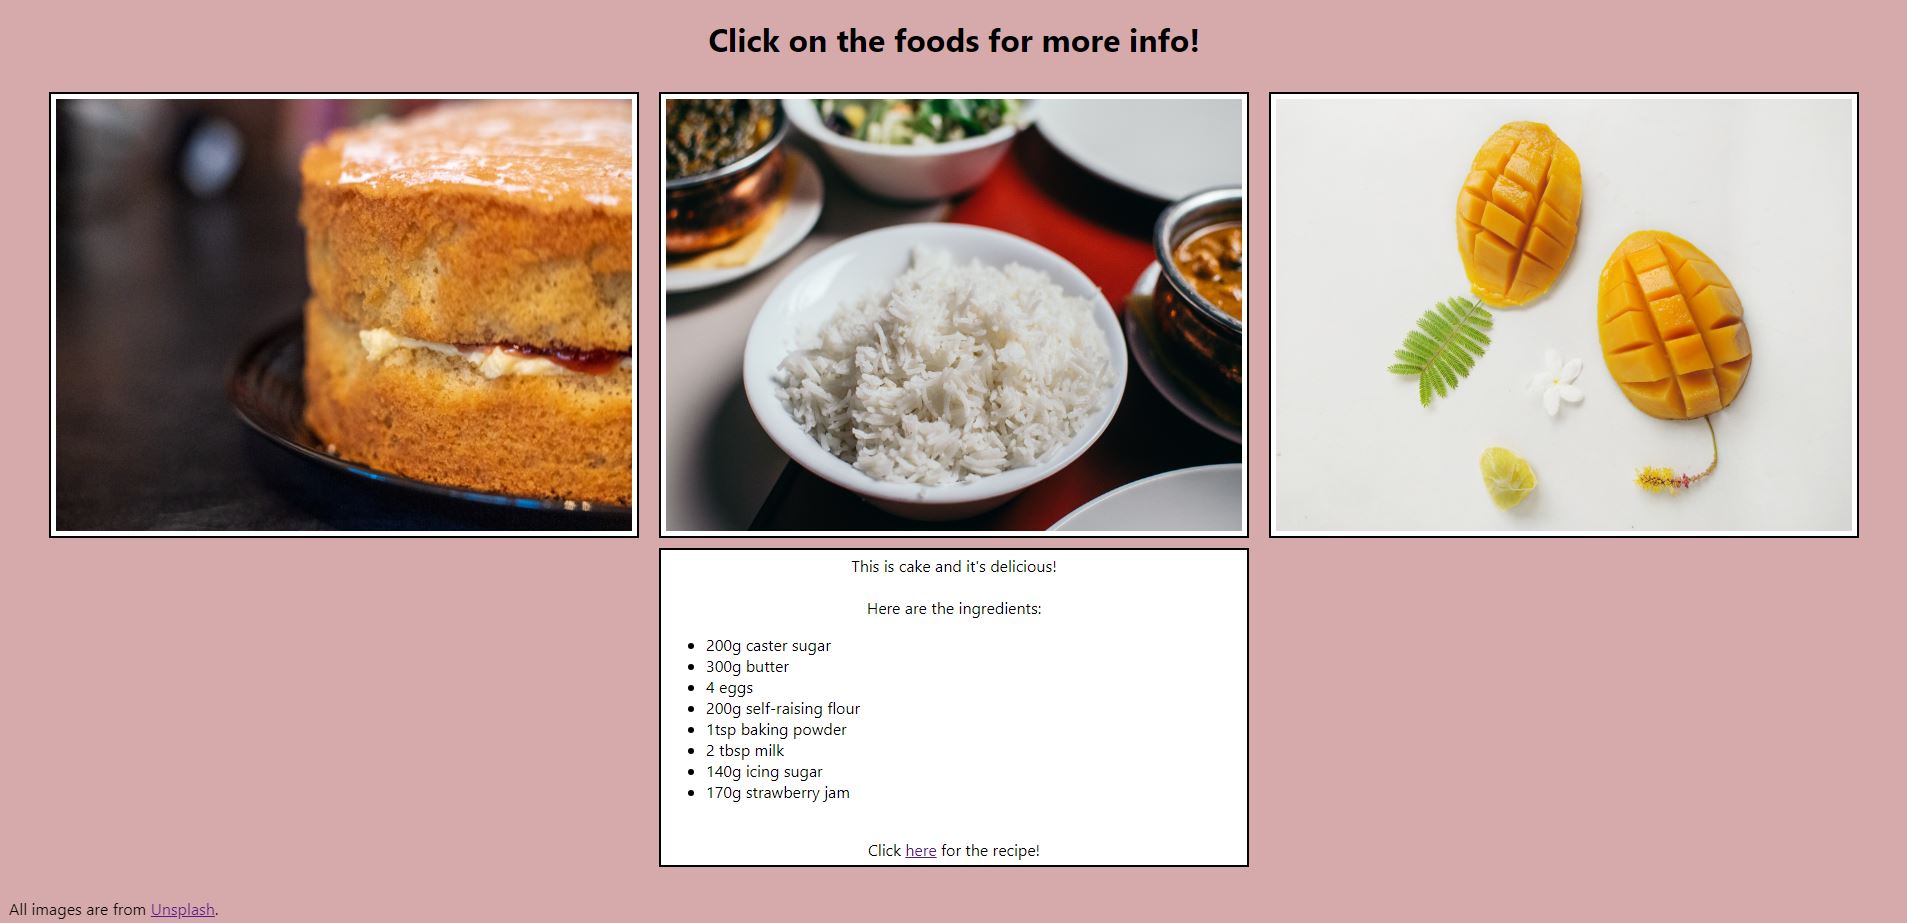 Click on the foods for more info!
This is cake and it's delicious!
Here are the ingredients:
200g caster sugar
300g butter
4 eggs
200g self-raising flour
1tsp baking powder
2 tbsp milk
140g icing sugar
170g strawberry jam
Click here for the recipe!
All images are from Unsplash.